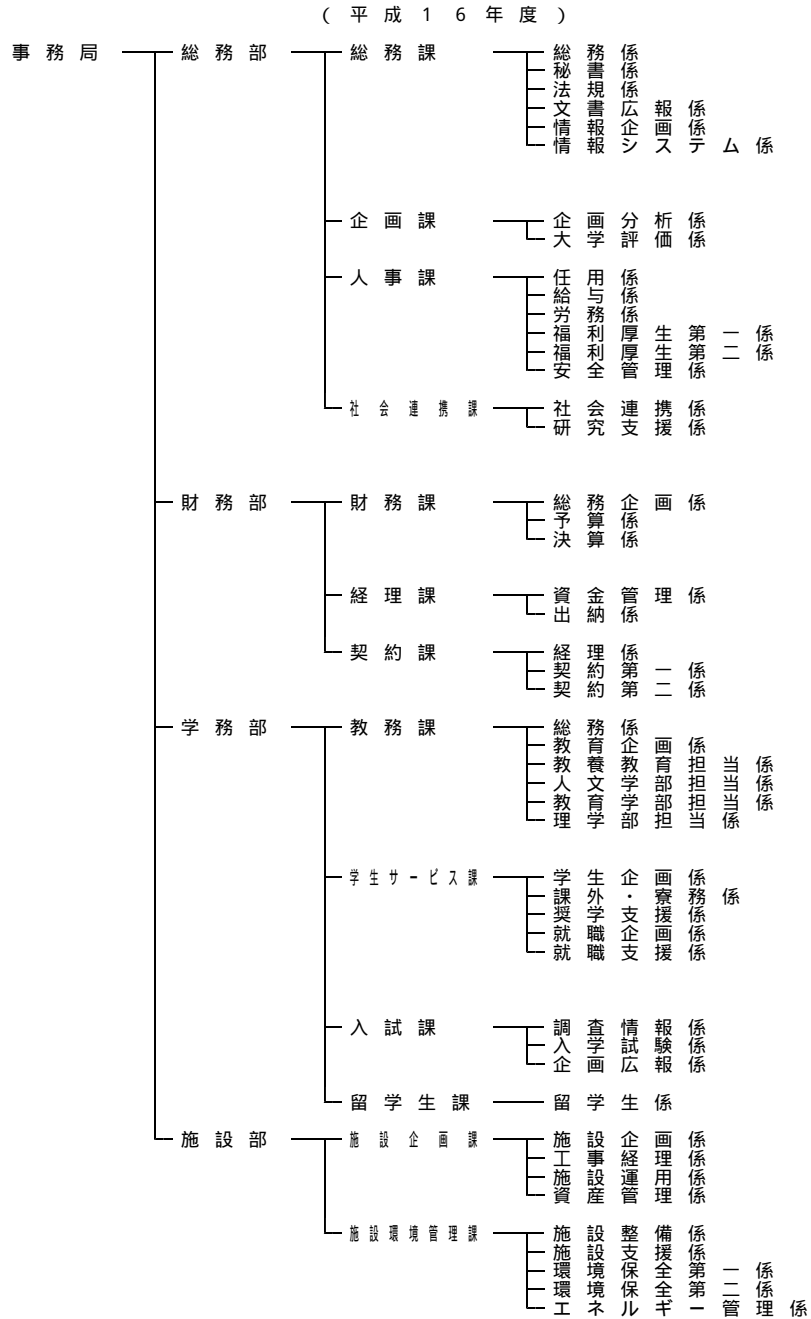 (平成16年度)
事務局 総務部 総務課 総務係
秘書係
法規係
文書広報係
情報企画係
情報システム係
企画課 企画分析係
大学評価係
人事課 任用係
給与係
労務係
福利厚生第一係
福利厚生第二係
安全管理係
社会連携課 社会連携係
研究支援係
財務部 財務課 総務企画係
予算係
決算係
経理課 資金管理係
出納係
契約課 経理係
契約第一係
契約第二係
学務部 教務課 総務係
教育企画係
教養教育担当係
人文学部担当係
教育学部担当係
理学部担当係
学生サービス課 学生企画係
課外・寮務係
奨学支援係
就職企画係
就職支援係
入試課 調査情報係
入学試験係
企画広報係
留学生課 留学生係
施設部 施設企画課 施設企画係
工事経理係
施設運用係
資産管理係
施設環境管理課 施設整備係
施設支援係
環境保全第一係
環境保全第二係
エネルギー管理係